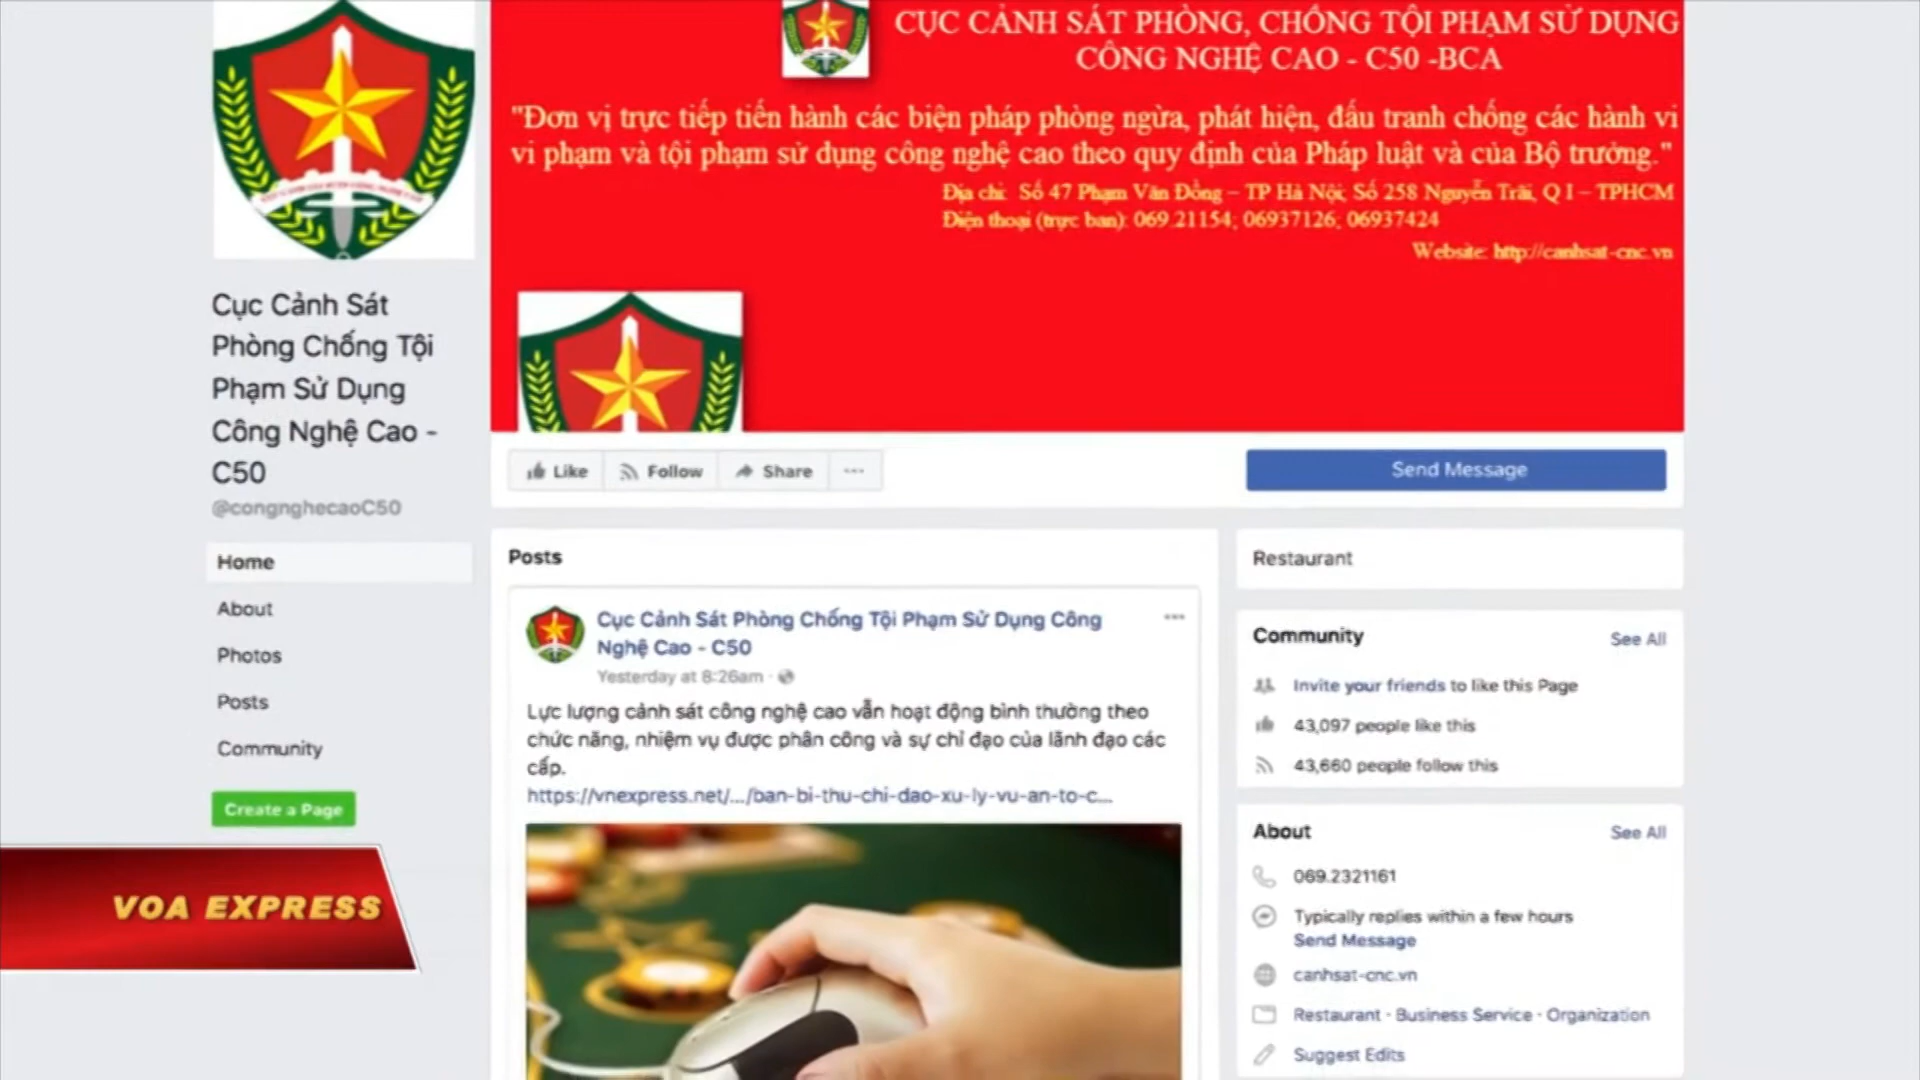 CỤC CẢNH SÁT PHÒNG, CHỐNG TỘI PHẠM SỬ DỤNG
CÔNG NGHỆ CAO - C50 -BCA
"Đơn vị trực tiếp tiến hành các biện pháp phòng ngừa, phát hiện, đấu tranh chống các hành vi
vi phạm và tội phạm sử dụng công nghệ cao theo quy định của Pháp luật và của Bộ trưởng."
Địa chỉ: Số 47 Phạm Văn Đồng – TP Hà Nội; Số 258 Nguyễn Trãi, Q I – TPHCM
Điện thoại (trực ban): 069.21154; 06937126; 06937424
Website: http://canhsat-cnc.vn
Cục Cảnh Sát
Phòng Chống Tội
Phạm Sử Dụng
Công Nghệ Cao -
C50
@congnghecaoC50
Home
About
Photos
Posts
Community
Create a Page
Like
Follow
Share
Send Message
Posts
Cục Cảnh Sát Phòng Chống Tội Phạm Sử Dụng Công
Nghệ Cao - C50
Yesterday at 8:26am ·
Lực lượng cảnh sát công nghệ cao vẫn hoạt động bình thường theo
chức năng, nhiệm vụ được phân công và sự chỉ đạo của lãnh đạo các
cấp.
https://vnexpress.net/.../ban-bi-thu-chi-dao-xu-ly-vu-an-to-c...
Restaurant
Community
See All
Invite your friends to like this Page
43,097 people like this
43,660 people follow this
About
See All
069.2321161
Typically replies within a few hours
Send Message
canhsat-cnc.vn
Restaurant · Business Service · Organization
Suggest Edits
VOA EXPRESS